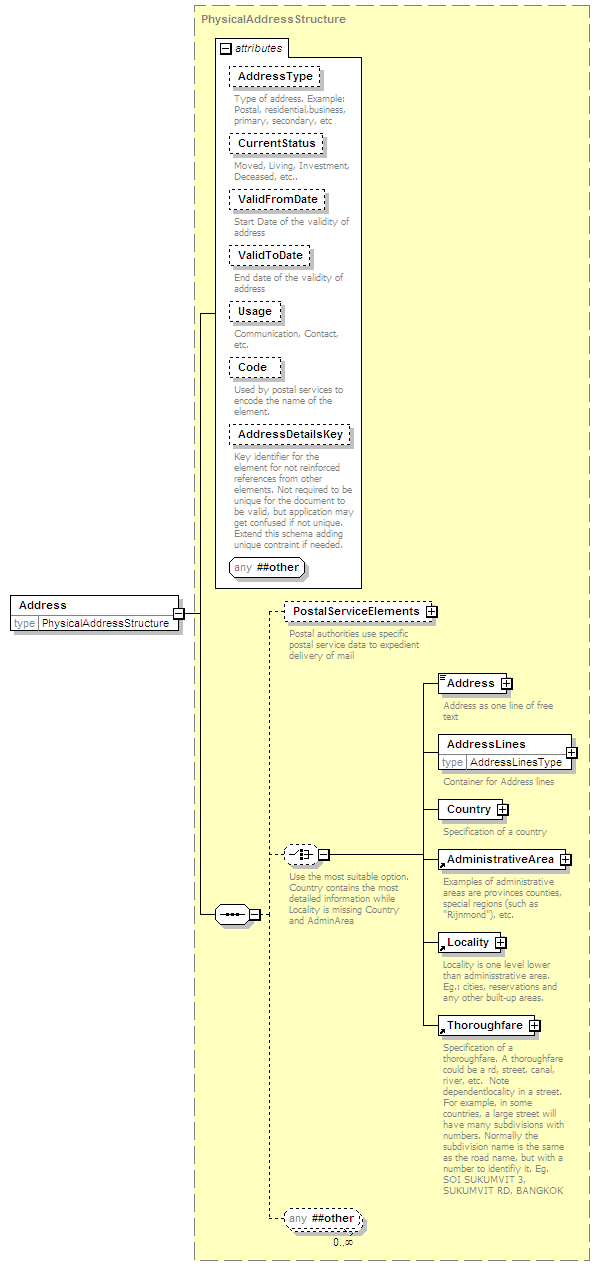 PhysicalAddressStructure
attributes
AddressType
Type of address. Example:
Postal, residential,business,
primary, secondary, etc
CurrentStatus
Moved, Living, Investment,
Deceased, etc..
ValidFromDate
Start Date of the validity of
address
ValidToDate
End date of the validity of
address
Usage
Communication, Contact,
etc.
Code
Used by postal services to
encode the name of the
element.
AddressDetailsKey
Key identifier for the
element for not reinforced
references from other
elements. Not required to be
unique for the document to
be valid, but application may
get confused if not unique.
Extend this schema adding
unique contraint if needed.
any ##other
Address
type PhysicalAddressStructure
PostalServiceElements
Postal authorities use specific
postal service data to expedient
delivery of mail
Address
Address as one line of free
text
AddressLines
type AddressLinesType
Container for Address lines
Country
Specification of a country
Use the most suitable option.
Country contains the most
detailed information while
Locality is missing Country
and AdminArea
AdministrativeArea
Examples of administrative
areas are provinces counties,
special regions (such as
"Rijnmond"), etc.
Locality
Locality is one level lower
than adminisstrative area.
Eg.: cities, reservations and
any other built-up areas.
Thoroughfare
Specification of a
thoroughfare. A thoroughfare
could be a rd, street, canal,
river, etc.  Note
dependentlocality in a street.
For example, in some
countries, a large street will
have many subdivisions with
numbers. Normally the
subdivision name is the same
as the road name, but with a
number to identifiy it. Eg.
SOI SUKUMVIT 3,
SUKUMVIT RD, BANGKOK
any ##other
0..∞